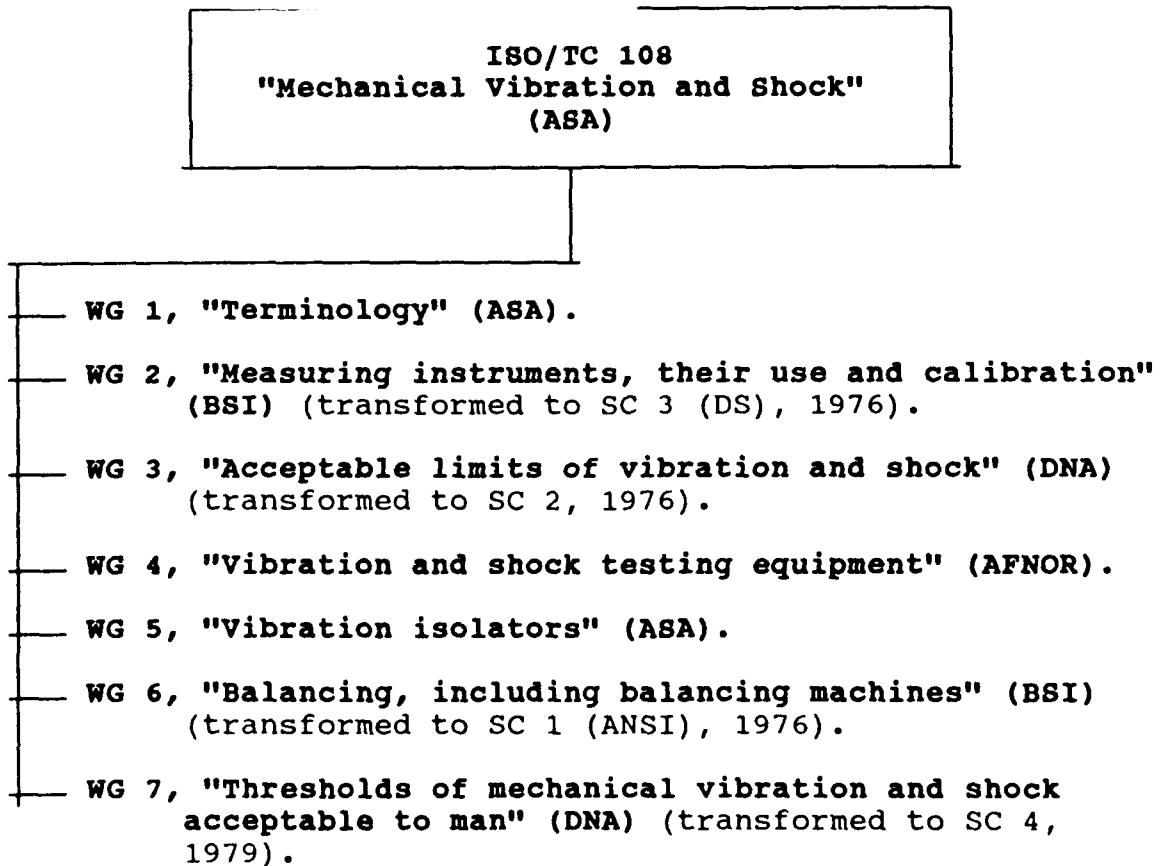 ISO/TC 108
"Mechanical Vibration and Shock"
(ASA)
WG 1, "Terminology" (ASA).
WG 2, "Measuring instruments, their use and calibration"
(BSI) (transformed to SC 3 (DS), 1976).
WG 3, "Acceptable limits of vibration and shock" (DNA)
(transformed to SC 2, 1976).
WG 4, "Vibration and shock testing equipment" (AFNOR).
WG 5, "Vibration isolators" (ASA).
WG 6, "Balancing, including balancing machines" (BSI)
(transformed to SC 1 (ANSI), 1976).
WG 7, "Thresholds of mechanical vibration and shock
acceptable to man" (DNA) (transformed to SC 4,
1979).